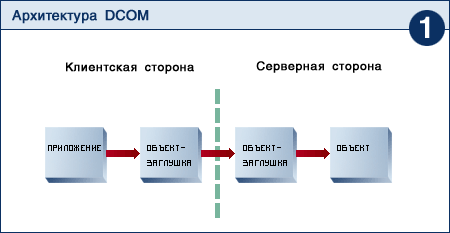 Архитектура DCOM
1
Клиентская сторона
Серверная сторона
ПРИЛОЖЕНИЕ
ОБЪЕКТ-
ЗАГЛУШКА
ОБЪЕКТ-
ЗАГЛУШКА
ОБЪЕКТ